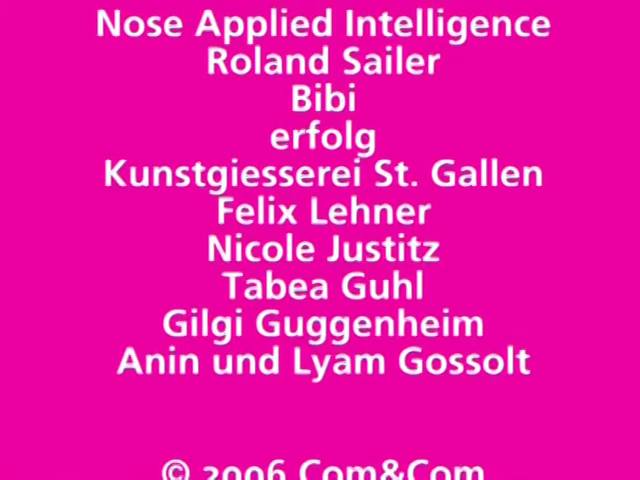 Nose Applied Intelligence
Roland Sailer
Bibi
erfolg
Kunstgiesserei St. Gallen
Felix Lehner
Nicole Justitz
Tabea Guhl
Gilgi Guggenheim
Anin und Lyam Gossolt
© 2006 Com&Com